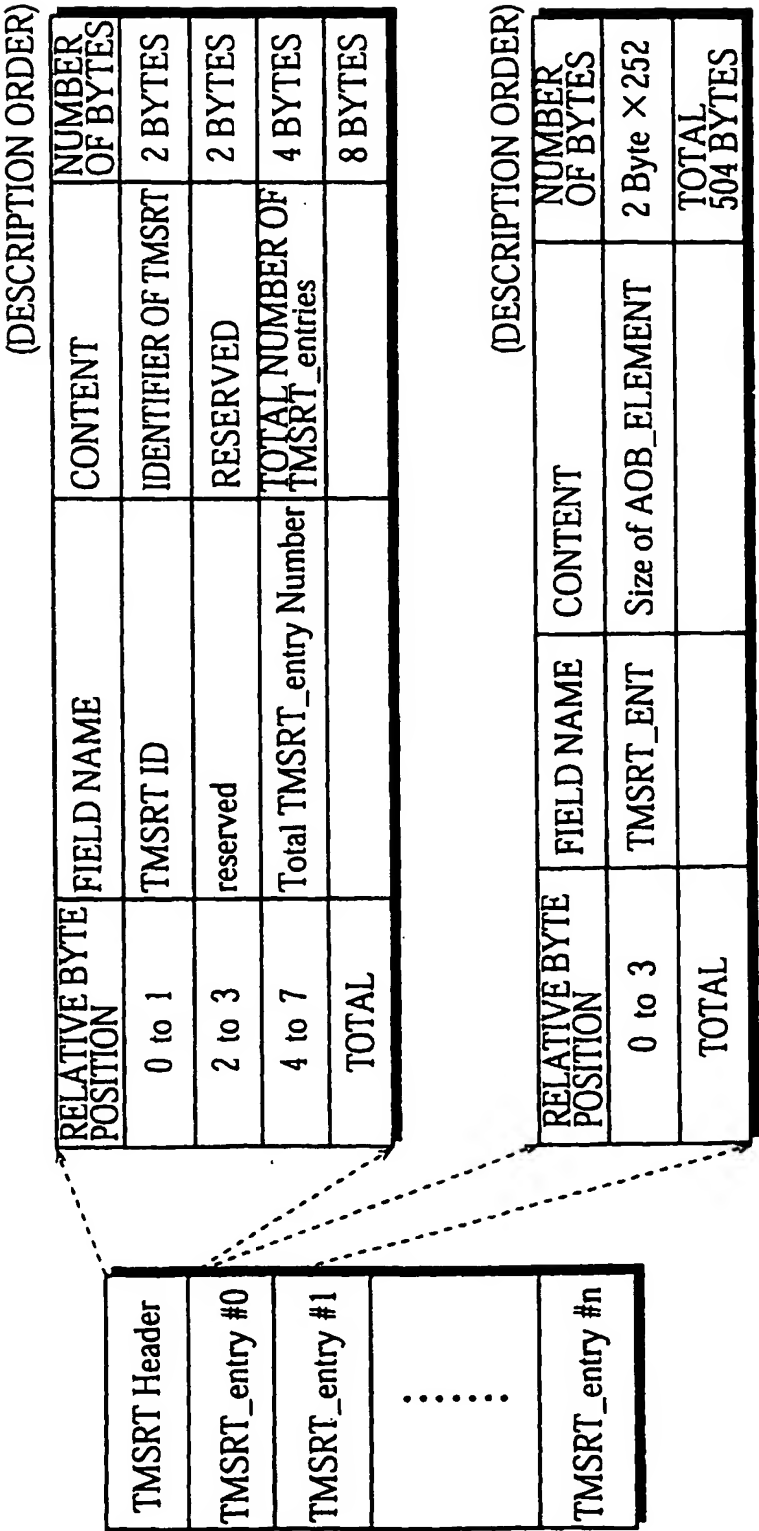 TMSRT Header
TMSRT_entry #0
TMSRT_entry #1
.......
TMSRT_entry #n
(DESCRIPTION ORDER)
RELATIVE BYTE POSITION FIELD NAME CONTENT NUMBER OF BYTES
0 to 1 TMSRT ID IDENTIFIER OF TMSRT 2 BYTES
2 to 3 reserved RESERVED 2 BYTES
4 to 7 Total TMSRT_entry Number TOTAL NUMBER OF TMSRT_entries 4 BYTES
TOTAL 8 BYTES
(DESCRIPTION ORDER)
RELATIVE BYTE POSITION FIELD NAME CONTENT NUMBER OF BYTES
0 to 3 TMSRT_ENT Size of AOB_ELEMENT 2 Byte × 252
TOTAL TOTAL 504 BYTES